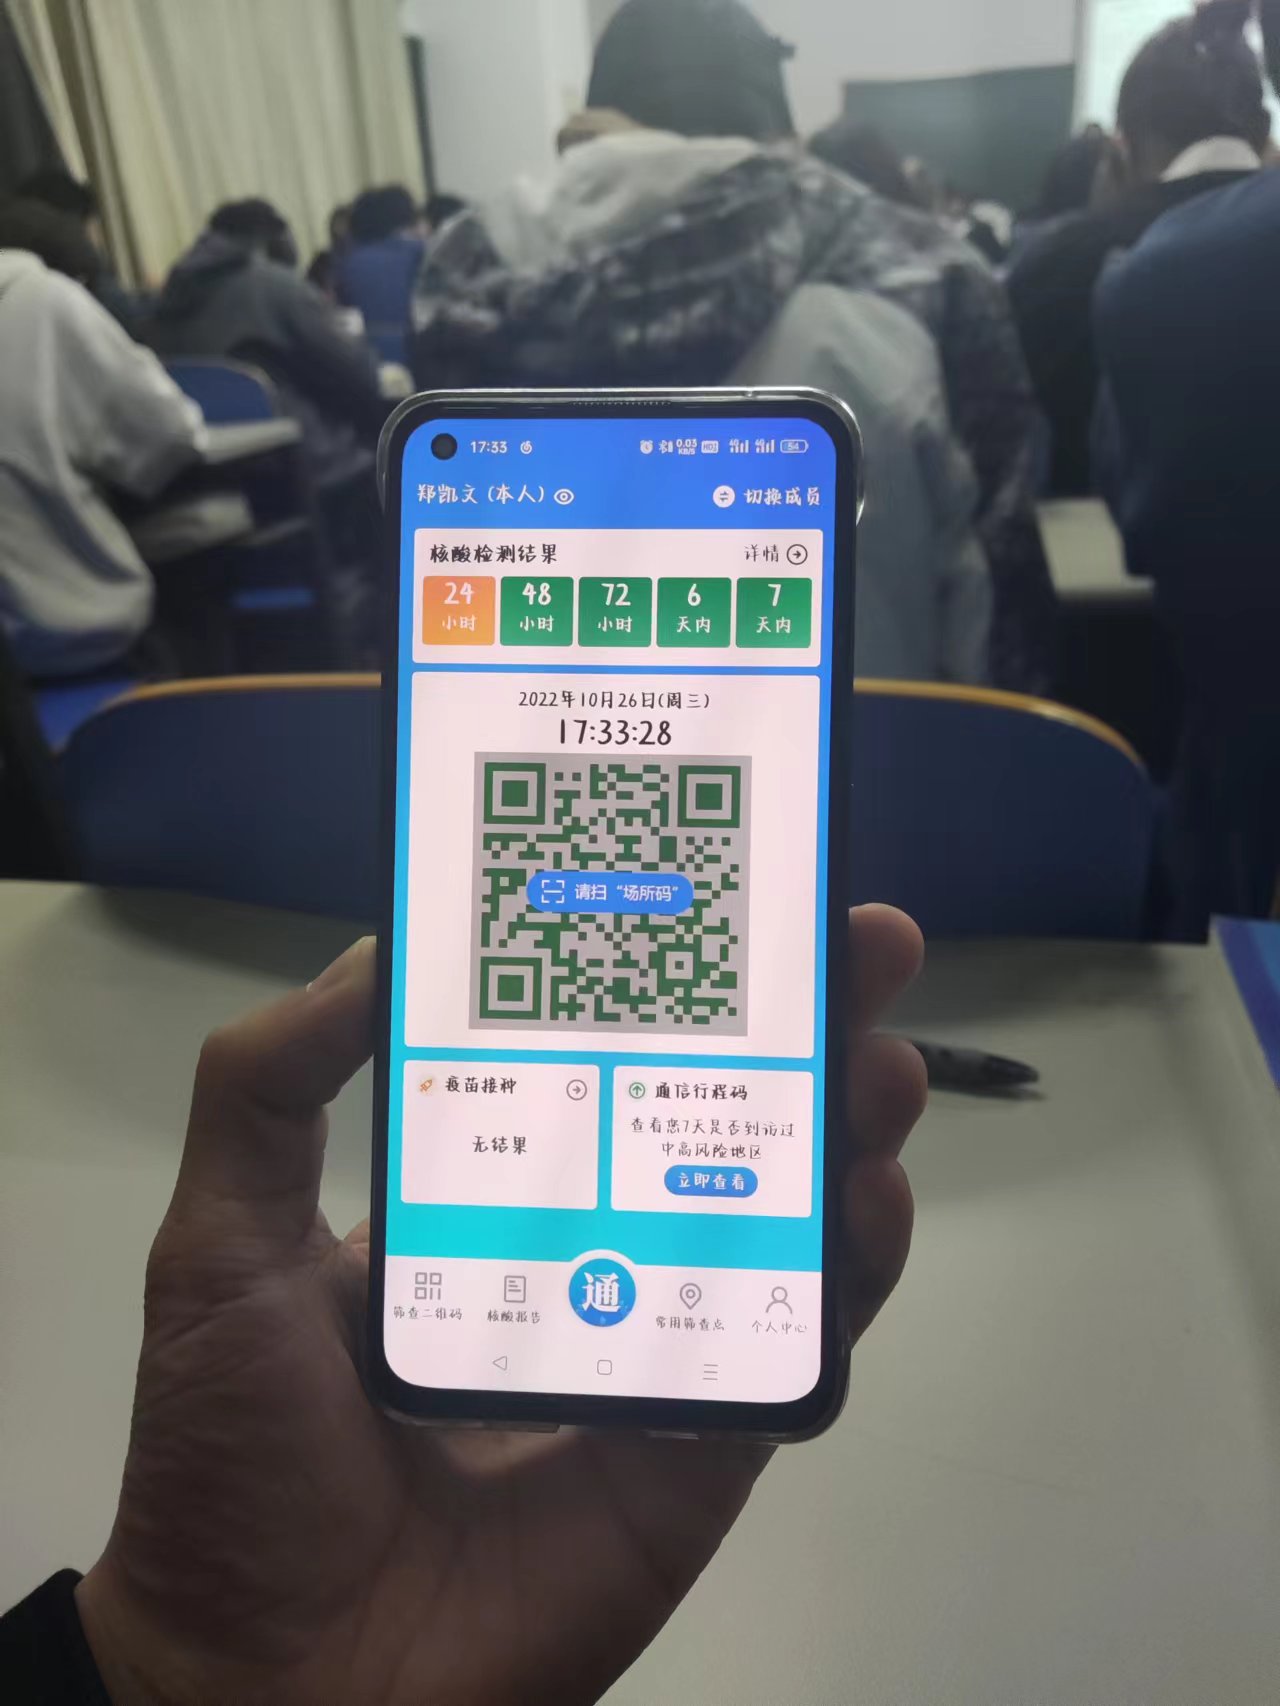 17:33 0.03 KB/S HD1 4G 4G 54
郑凯文(本人) 切换成员
核酸检测结果 详情
24 48 72 6 7
小时 小时 小时 天内 天内
2022年10月26日(周三)
17:33:28
请扫“场所码”
疫苗接种
无结果
通信行程码
查看您7天是否到访过
中高风险地区
立即查看
通
筛查二维码 核酸报告 常用筛查点 个人中心